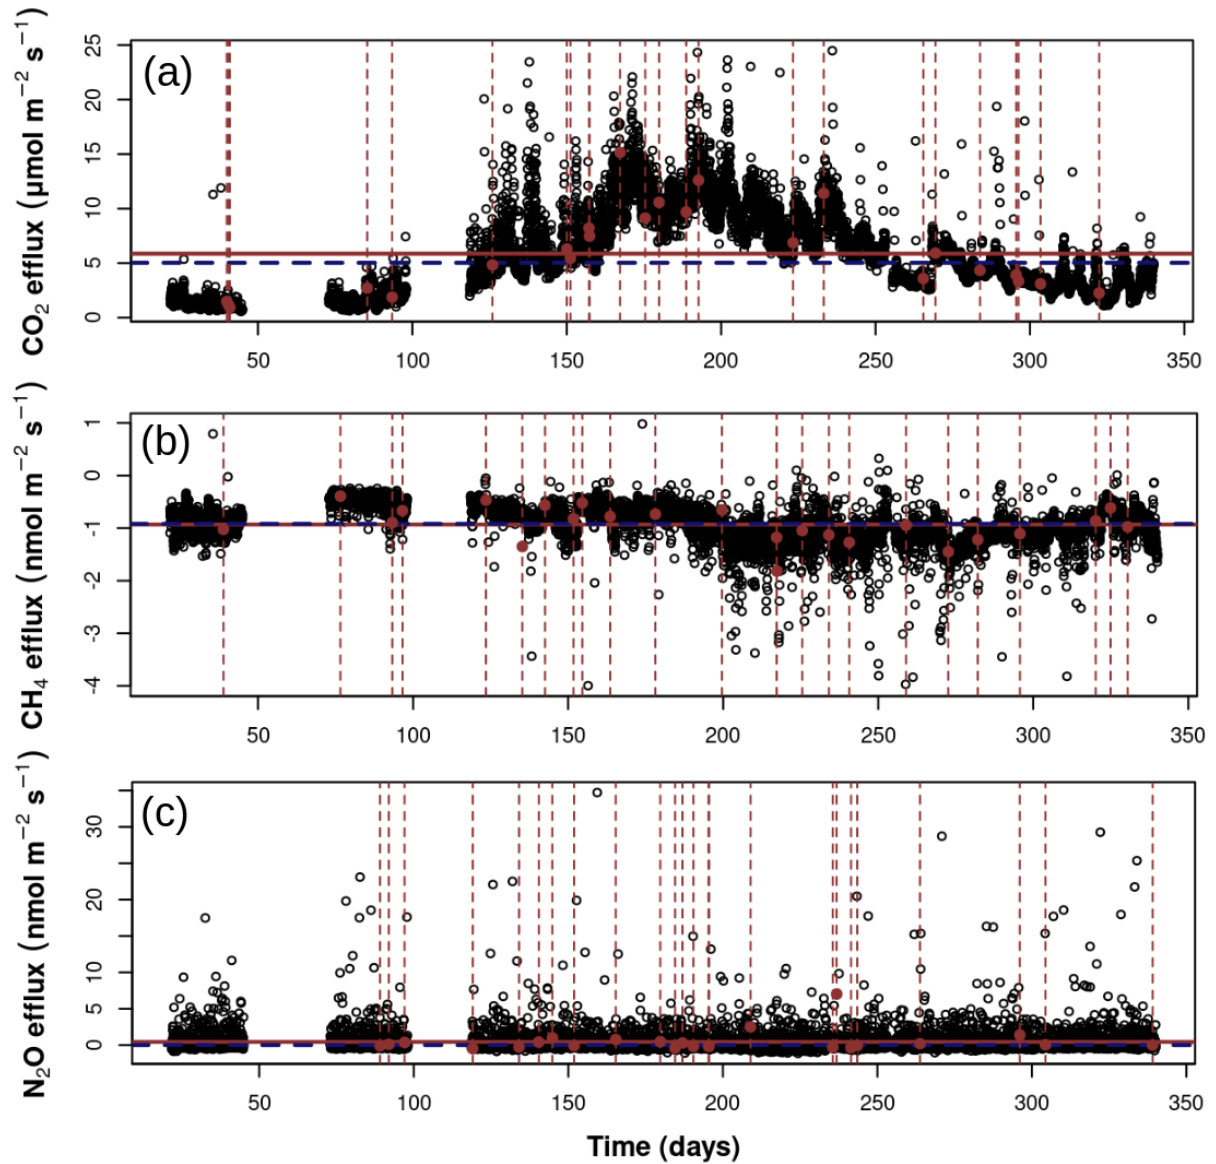 (a)
CO₂ efflux (µmol m⁻² s⁻¹)
25
20
15
10
5
0
50 100 150 200 250 300 350
(b)
CH₄ efflux (nmol m⁻² s⁻¹)
1
0
-1
-2
-3
-4
50 100 150 200 250 300 350
(c)
N₂O efflux (nmol m⁻² s⁻¹)
30
20
10
5
0
50 100 150 200 250 300 350
Time (days)